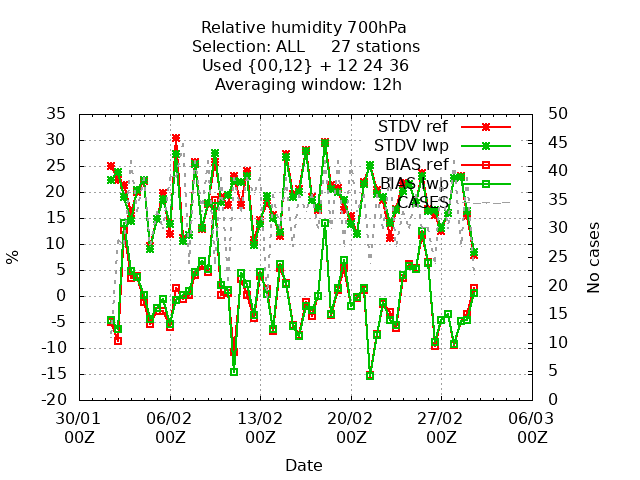 Relative humidity 700hPa
Selection: ALL 27 stations
Used {00,12} + 12 24 36
Averaging window: 12h
35
30
25
20
15
10
5
0
-5
-10
-15
-20
%
50
45
40
35
30
25
20
15
10
5
0
No cases
STDV ref
STDV lwp
BIAS ref
BIAS lwp
CASES
30/01 06/02 13/02 20/02 27/02 06/03
00Z 00Z 00Z 00Z 00Z 00Z
Date